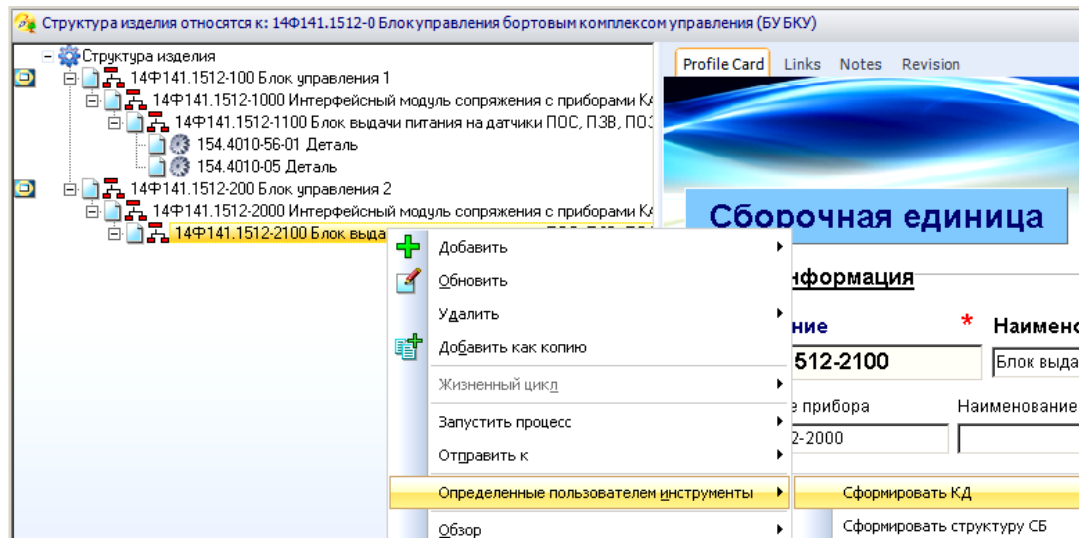 Структура изделия относятся к: 14Ф141.1512-0 Блок управления бортовым комплексом управления (БУ БКУ)
Структура изделия
14Ф141.1512-100 Блок управления 1
14Ф141.1512-1000 Интерфейсный модуль сопряжения с приборами КА
14Ф141.1512-1100 Блок выдачи питания на датчики ПОС, ПЗВ, ПОЗ
154.4010-56-01 Деталь
154.4010-05 Деталь
14Ф141.1512-200 Блок управления 2
14Ф141.1512-2000 Интерфейсный модуль сопряжения с приборами КА
14Ф141.1512-2100 Блок выда
Добавить
Обновить
Удалить
Добавить как копию
Жизненный цикл
Запустить процесс
Отправить к
Определенные пользователем инструменты
Обзор
Сформировать КД
Сформировать структуру СБ
Profile Card Links Notes Revision
Сборочная единица
нформация
ние * Наимено
512-2100 Блок выда
е прибора Наименование
2-2000